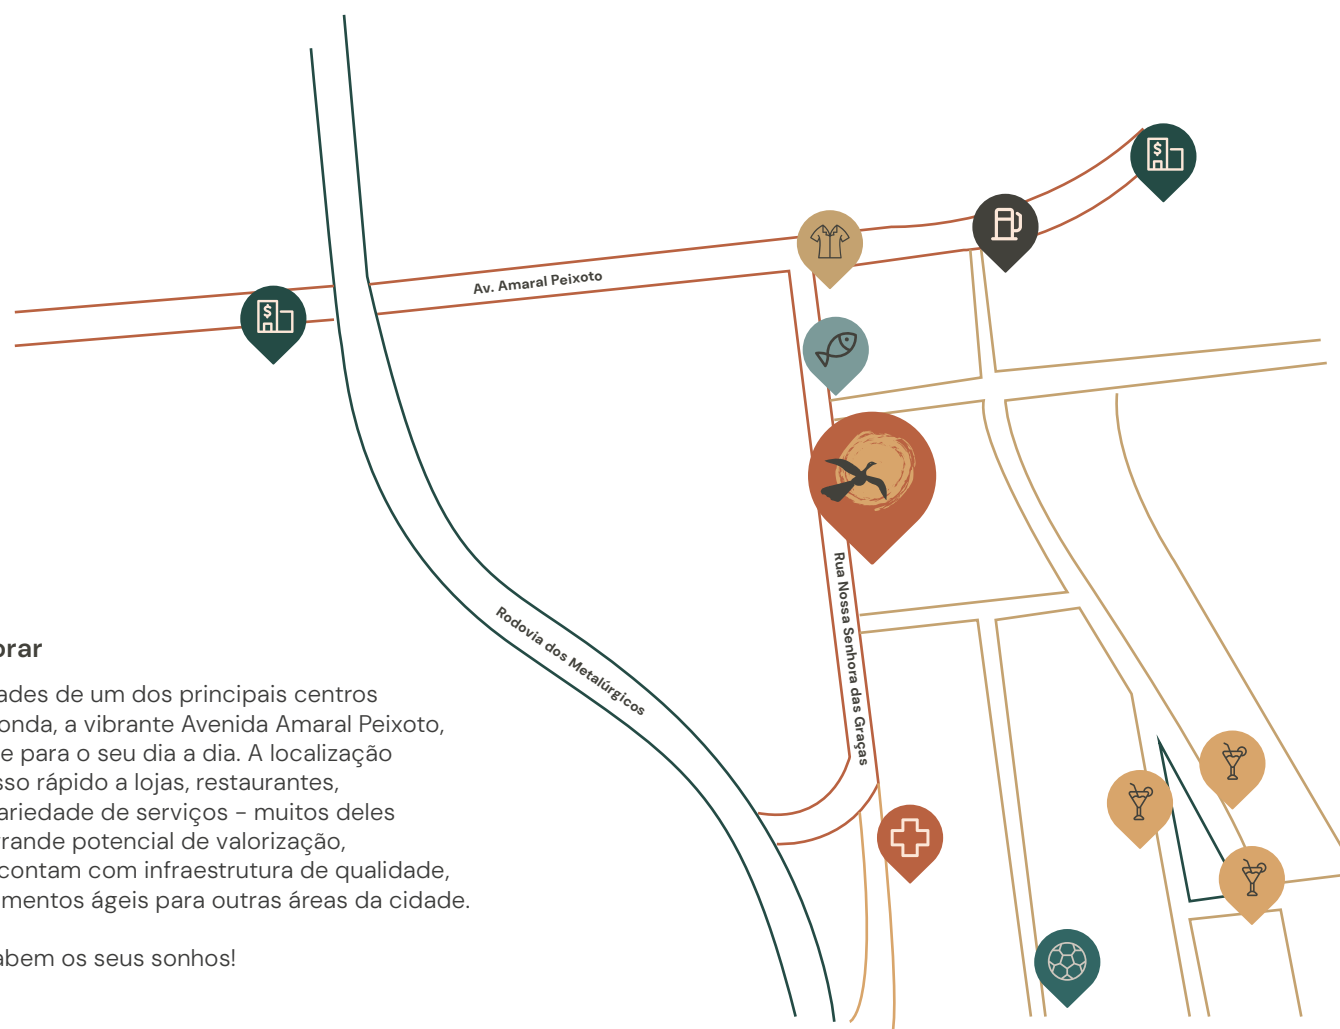 Av. Amaral Peixoto
Rua Nossa Senhora das Graças
Rodovia dos Metalúrgicos
orar
ades de um dos principais centros
onda, a vibrante Avenida Amaral Peixoto,
e para o seu dia a dia. A localização
sso rápido a lojas, restaurantes,
ariedade de serviços – muitos deles
rande potencial de valorização,
contam com infraestrutura de qualidade,
mentos ágeis para outras áreas da cidade.
abem os seus sonhos!